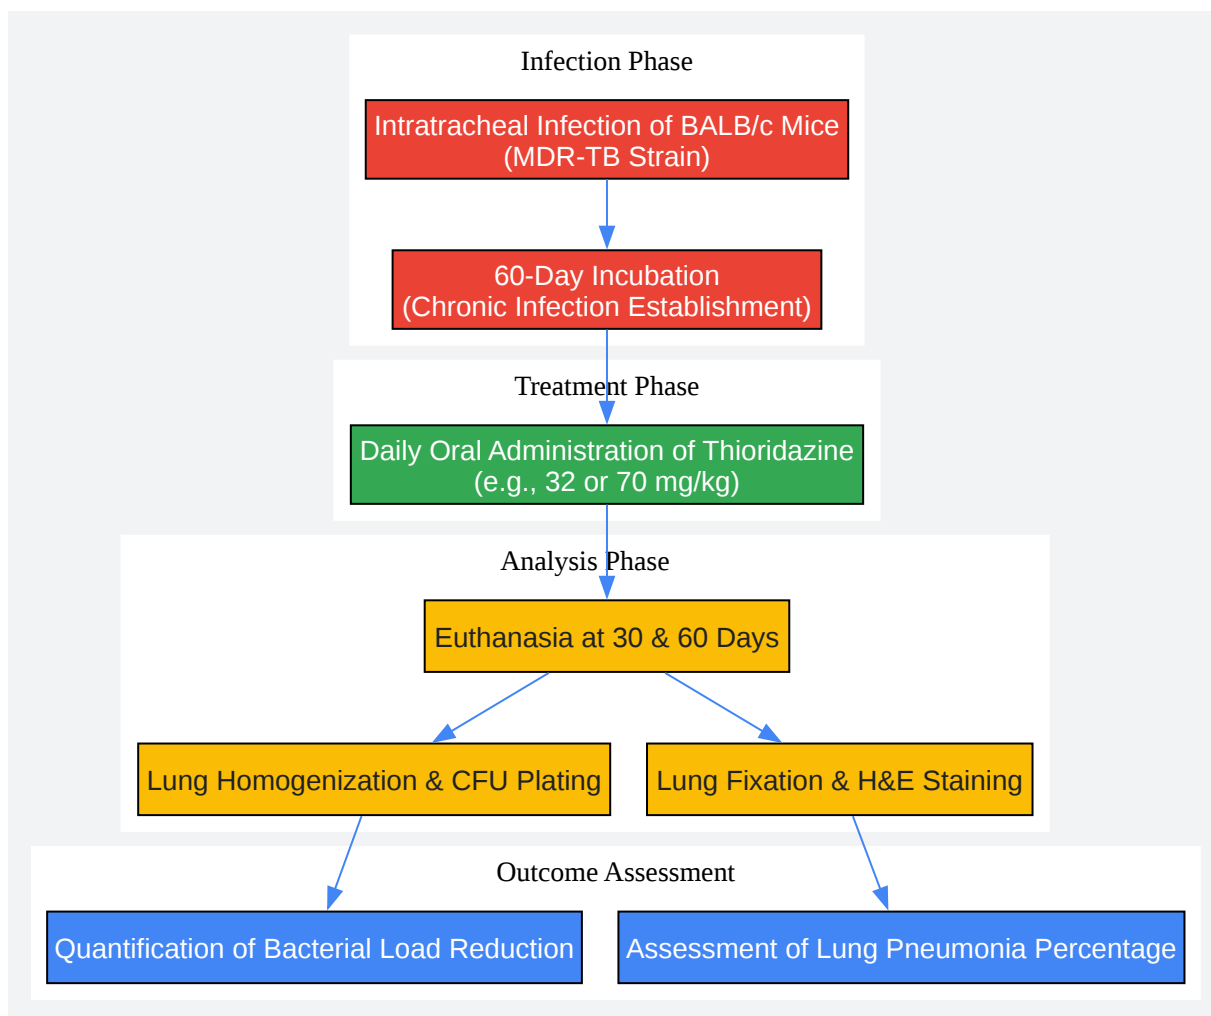 Infection Phase
Intratracheal Infection of BALB/c Mice
(MDR-TB Strain)
60-Day Incubation
(Chronic Infection Establishment)
Treatment Phase
Daily Oral Administration of Thioridazine
(e.g., 32 or 70 mg/kg)
Analysis Phase
Euthanasia at 30 & 60 Days
Lung Homogenization & CFU Plating
Lung Fixation & H&E Staining
Outcome Assessment
Quantification of Bacterial Load Reduction
Assessment of Lung Pneumonia Percentage